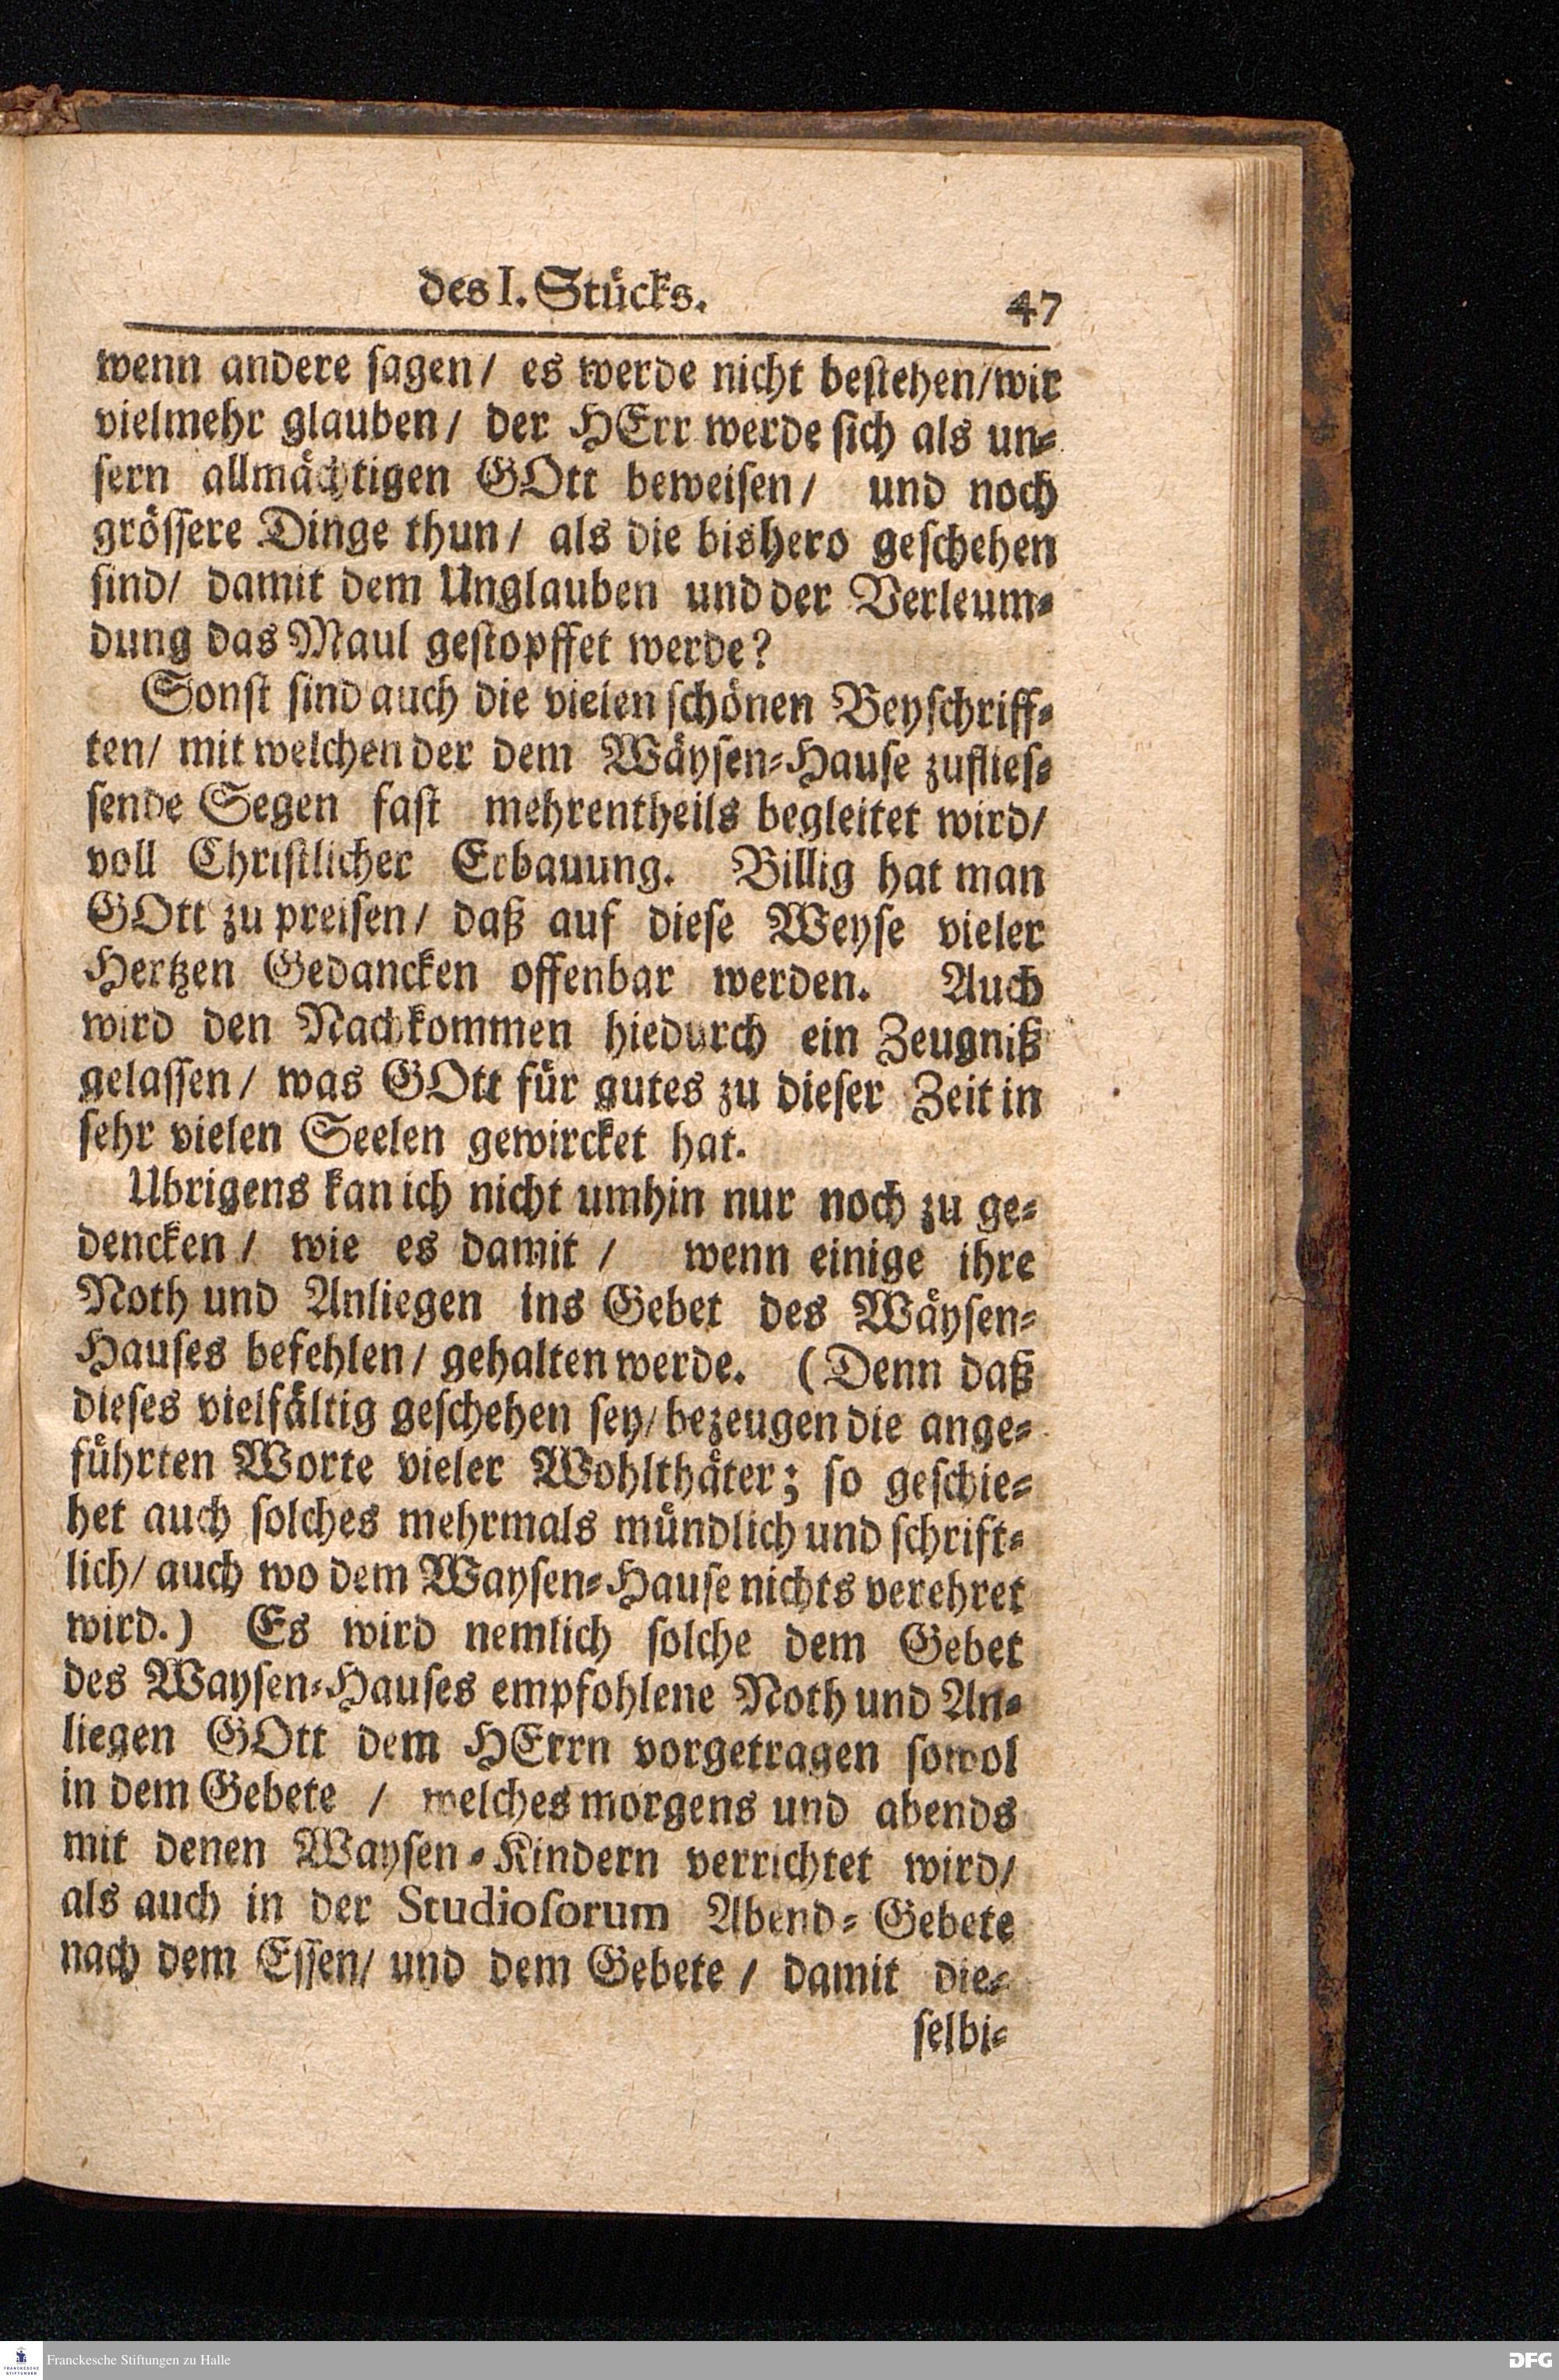 des I. Stücks. 47
wenn andere sagen/ es werde nicht bestehen/wir
vielmehr glauben/ der HErr werde sich als un-
sern allmächtigen GOtt beweisen/ und noch
grössere Dinge thun/ als die bishero geschehen
sind/ damit dem Unglauben und der Verleum-
dung das Maul gestopffet werde?
Sonst sind auch die vielen schönen Beyschriff-
ten/ mit welchen der dem Wäysen-Hause zuflies-
sende Segen fast mehrentheils begleitet wird/
voll Christlicher Erbauung. Billig hat man
GOtt zu preisen/ daß auf diese Weyse vieler
Hertzen Gedancken offenbar werden. Auch
wird den Nachkommen hiedurch ein Zeugniß
gelassen/ was GOtt für gutes zu dieser Zeit in
sehr vielen Seelen gewircket hat.
Ubrigens kan ich nicht umhin nur noch zu ge-
dencken / wie es damit / wenn einige ihre
Noth und Anliegen ins Gebet des Wäysen-
Hauses befehlen/ gehalten werde. (Denn daß
dieses vielfältig geschehen sey/ bezeugen die ange-
führten Worte vieler Wohlthäter; so geschie-
het auch solches mehrmals mündlich und schrift-
lich/ auch wo dem Waysen-Hause nichts verehret
wird.) Es wird nemlich solche dem Gebet
des Waysen-Hauses empfohlene Noth und An-
liegen GOtt dem HErrn vorgetragen sowol
in dem Gebete / welches morgens und abends
mit denen Waysen-Kindern verrichtet wird/
als auch in der Studiosorum Abend-Gebete
nach dem Essen/ und dem Gebete / damit die-
selbi-
FRANCKESCHE STIFTUNGEN
Franckesche Stiftungen zu Halle
DFG